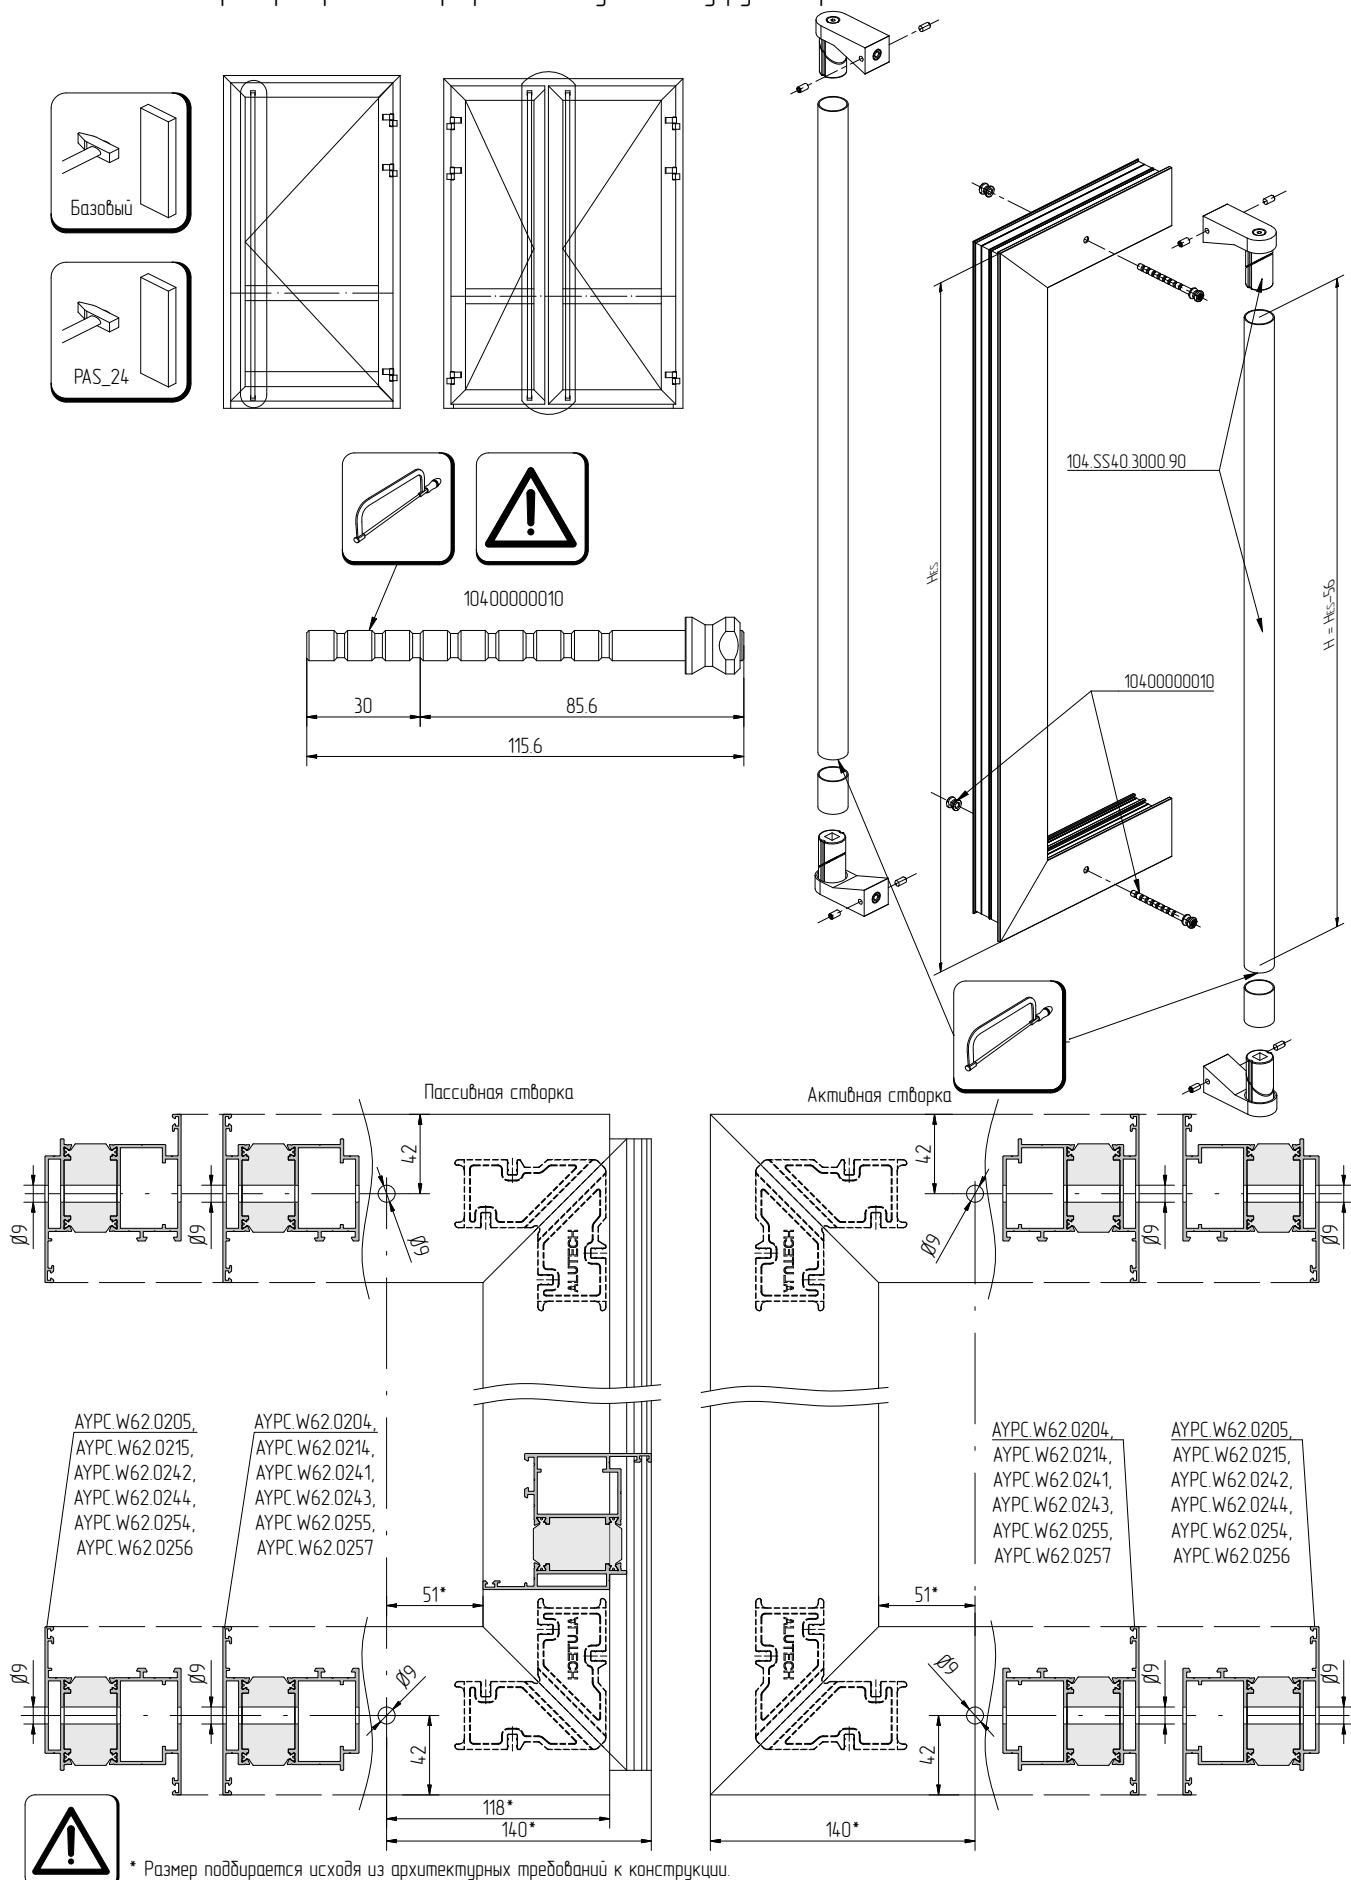 Базовый
PAS_24
10400000010
30
85.6
115.6
104.SS40.3000.90
HES
H = HES-56
10400000010
Пассивная створка
Активная створка
42
42
Ø9
Ø9
Ø9
Ø9
Ø9
Ø9
ALUTECH
ALUTECH
AYPC.W62.0205,
AYPC.W62.0215,
AYPC.W62.0242,
AYPC.W62.0244,
AYPC.W62.0254,
AYPC.W62.0256
AYPC.W62.0204,
AYPC.W62.0214,
AYPC.W62.0241,
AYPC.W62.0243,
AYPC.W62.0255,
AYPC.W62.0257
AYPC.W62.0204,
AYPC.W62.0214,
AYPC.W62.0241,
AYPC.W62.0243,
AYPC.W62.0255,
AYPC.W62.0257
AYPC.W62.0205,
AYPC.W62.0215,
AYPC.W62.0242,
AYPC.W62.0244,
AYPC.W62.0254,
AYPC.W62.0256
51*
51*
Ø9
Ø9
Ø9
Ø9
Ø9
Ø9
ALUTECH
ALUTECH
42
42
118*
140*
140*
* Размер подбирается исходя из архитектурных требований к конструкции.